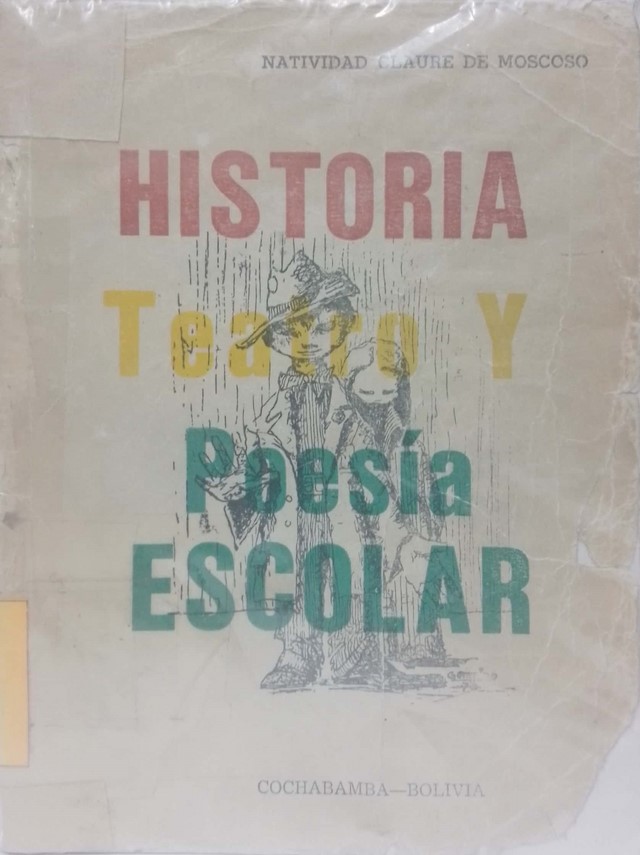 NATIVIDAD CLAURE DE MOSCOSO
HISTORIA
Teatro Y
Poesía
ESCOLAR
COCHABAMBA—BOLIVIA